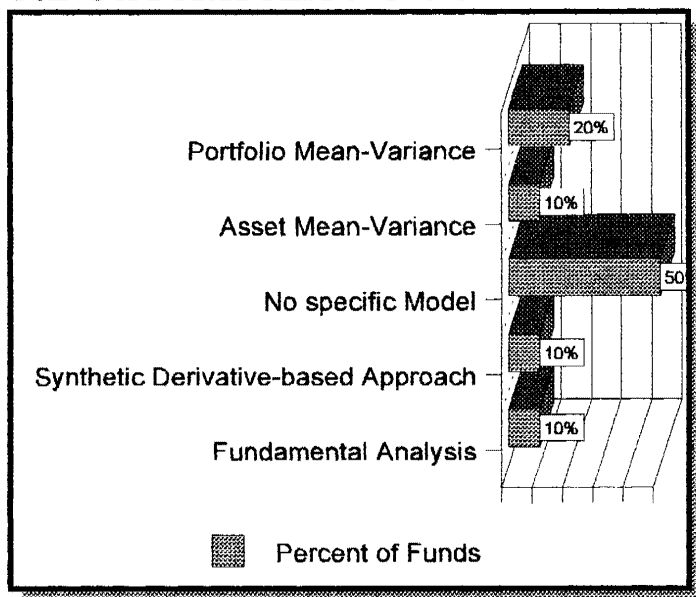 20%
Portfolio Mean-Variance
10%
Asset Mean-Variance
50
No specific Model
10%
Synthetic Derivative-based Approach
10%
Fundamental Analysis
Percent of Funds